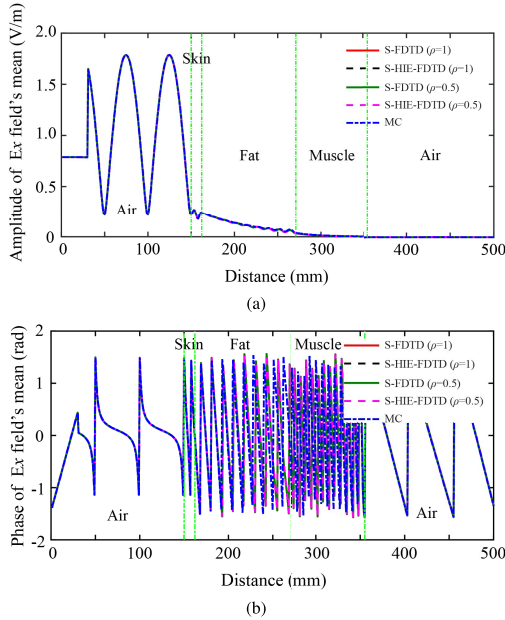 Amplitude of Ex field's mean (V/m)
2.0
1.5
1.0
0.5
0
Skin
S-FDTD (ρ=1)
S-HIE-FDTD (ρ=1)
S-FDTD (ρ=0.5)
S-HIE-FDTD (ρ=0.5)
MC
Air
Fat
Muscle
Air
0 100 200 300 400 500
Distance (mm)
(a)
Phase of Ex field's mean (rad)
2
1
0
-1
-2
Skin
Fat
Muscle
S-FDTD (ρ=1)
S-HIE-FDTD (ρ=1)
S-FDTD (ρ=0.5)
S-HIE-FDTD (ρ=0.5)
MC
Air
Air
0 100 200 300 400 500
Distance (mm)
(b)